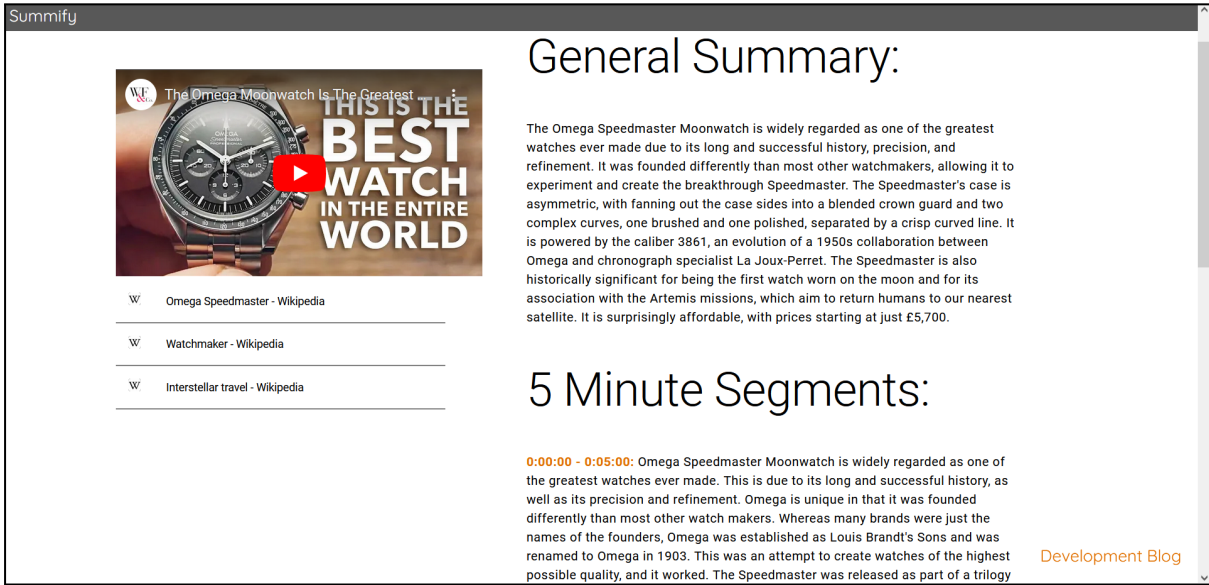 Summify
W&F
& Co.
The Omega Moonwatch Is The Greatest
THIS IS THE
BEST
WATCH
IN THE ENTIRE
WORLD
OMEGA
Speedmaster
PROFESSIONAL
W Omega Speedmaster - Wikipedia
W Watchmaker - Wikipedia
W Interstellar travel - Wikipedia
General Summary:
The Omega Speedmaster Moonwatch is widely regarded as one of the greatest
watches ever made due to its long and successful history, precision, and
refinement. It was founded differently than most other watchmakers, allowing it to
experiment and create the breakthrough Speedmaster. The Speedmaster's case is
asymmetric, with fanning out the case sides into a blended crown guard and two
complex curves, one brushed and one polished, separated by a crisp curved line. It
is powered by the caliber 3861, an evolution of a 1950s collaboration between
Omega and chronograph specialist La Joux-Perret. The Speedmaster is also
historically significant for being the first watch worn on the moon and for its
association with the Artemis missions, which aim to return humans to our nearest
satellite. It is surprisingly affordable, with prices starting at just £5,700.
5 Minute Segments:
0:00:00 - 0:05:00: Omega Speedmaster Moonwatch is widely regarded as one of
the greatest watches ever made. This is due to its long and successful history, as
well as its precision and refinement. Omega is unique in that it was founded
differently than most other watch makers. Whereas many brands were just the
names of the founders, Omega was established as Louis Brandt's Sons and was
renamed to Omega in 1903. This was an attempt to create watches of the highest
possible quality, and it worked. The Speedmaster was released as part of a trilogy
Development Blog